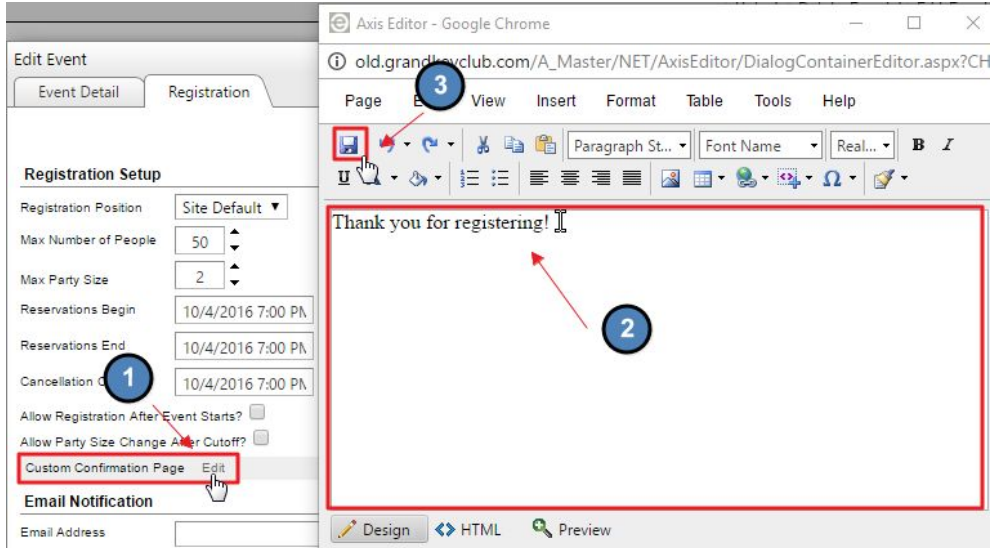 Edit Event
Event Detail Registration
Registration Setup
Registration Position Site Default
Max Number of People 50
Max Party Size 2
Reservations Begin 10/4/2016 7:00 PM
Reservations End 10/4/2016 7:00 PM
Cancellation 10/4/2016 7:00 PM
Allow Registration After Event Starts?
Allow Party Size Change After Cutoff?
Custom Confirmation Page Edit
Email Notification
Email Address
1
Axis Editor - Google Chrome
old.grandkeyclub.com/A_Master/NET/AxisEditor/DialogContainerEditor.aspx?CH
Page View Insert Format Table Tools Help
3
Paragraph St... Font Name Real... B I
U
Thank you for registering!
2
Design HTML Preview